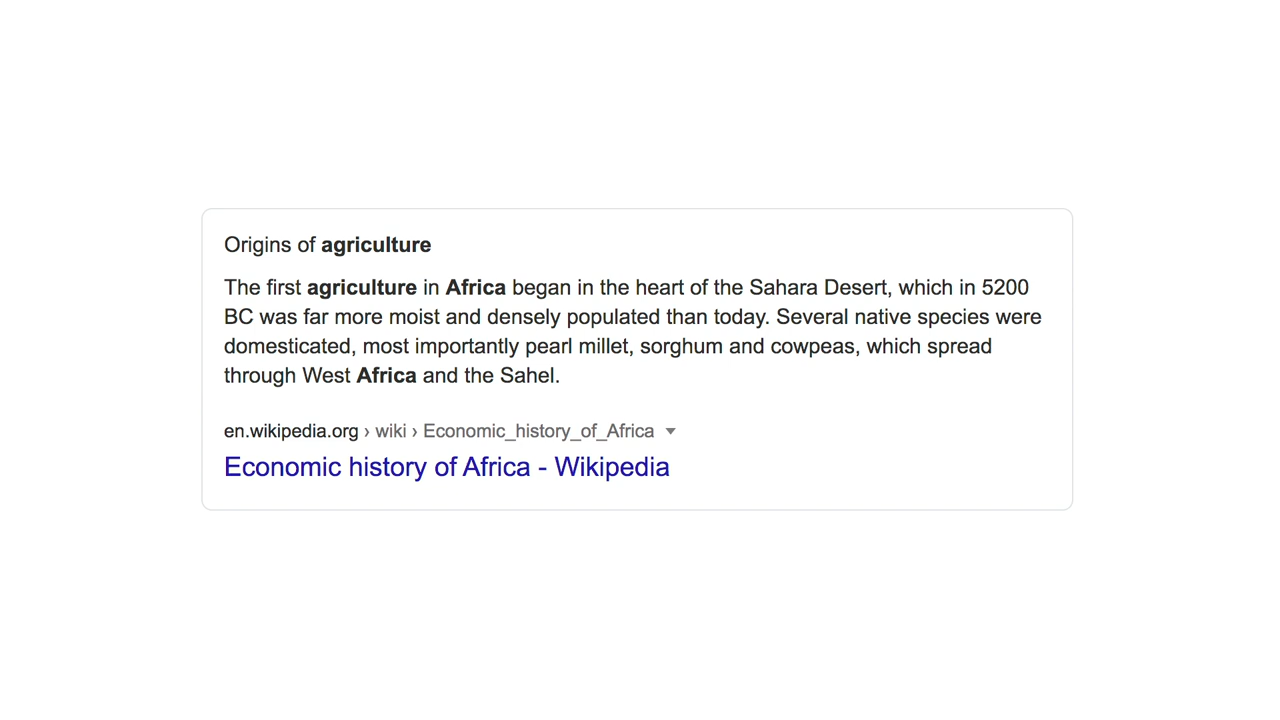 Origins of agriculture
The first agriculture in Africa began in the heart of the Sahara Desert, which in 5200
BC was far more moist and densely populated than today. Several native species were
domesticated, most importantly pearl millet, sorghum and cowpeas, which spread
through West Africa and the Sahel.
en.wikipedia.org › wiki › Economic_history_of_Africa
Economic history of Africa - Wikipedia